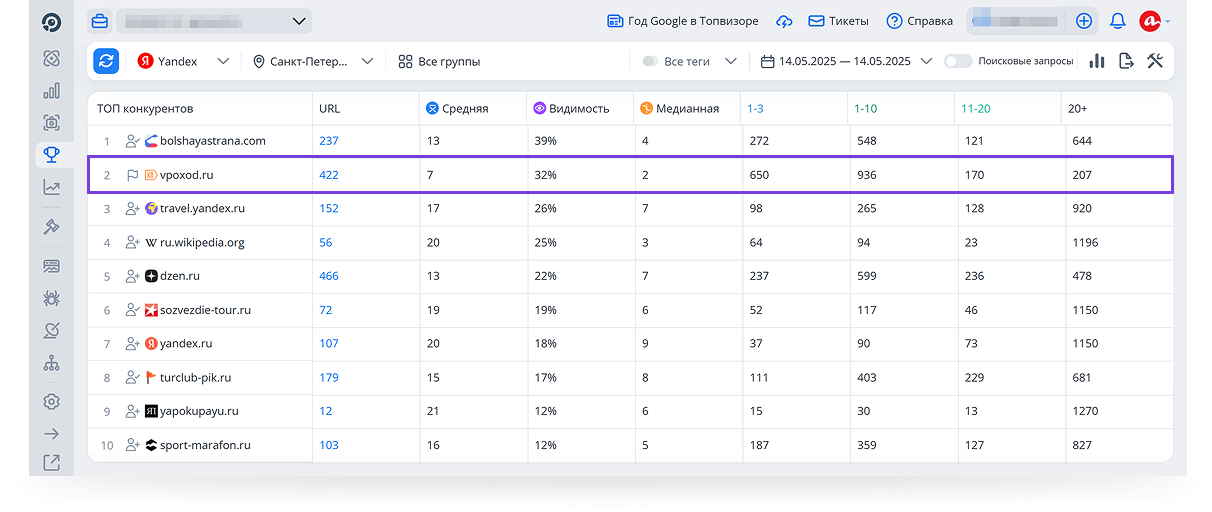 Год Google в Топвизоре Тикеты Справка
Я Yandex Санкт-Петер... Все группы Все теги 14.05.2025 — 14.05.2025 Поисковые запросы
ТОП конкурентов URL Средняя Видимость Медианная 1-3 1-10 11-20 20+
1 bolshayastrana.com 237 13 39% 4 272 548 121 644
2 vpoxod.ru 422 7 32% 2 650 936 170 207
3 travel.yandex.ru 152 17 26% 7 98 265 128 920
4 W ru.wikipedia.org 56 20 25% 3 64 94 23 1196
5 dzen.ru 466 13 22% 7 237 599 236 478
6 sozvezdie-tour.ru 72 19 19% 6 52 117 46 1150
7 Я yandex.ru 107 20 18% 9 37 90 73 1150
8 turclub-pik.ru 179 15 17% 8 111 403 229 681
9 ЯП yapokupayu.ru 12 21 12% 6 15 30 13 1270
10 sport-marafon.ru 103 16 12% 5 187 359 127 827